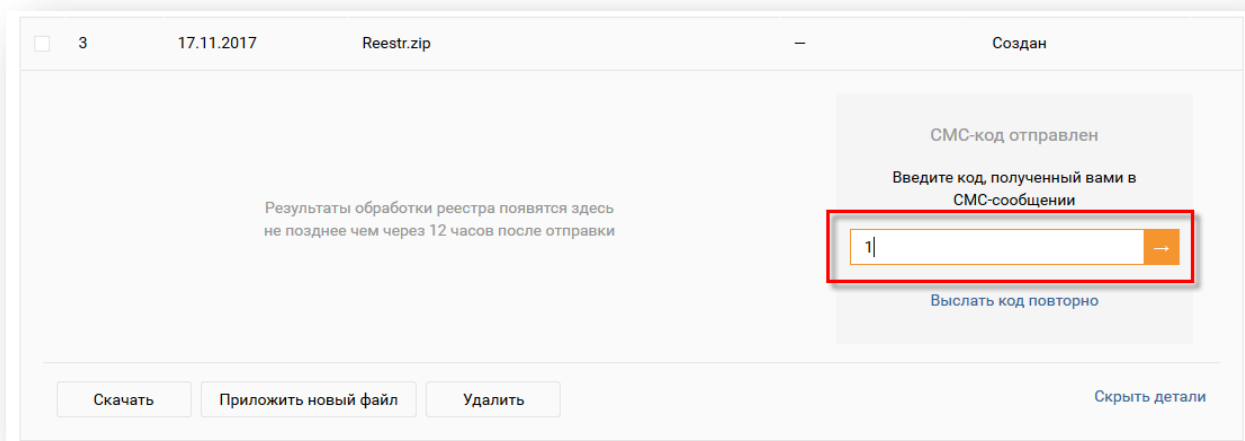 3 17.11.2017 Reestr.zip — Создан
СМС-код отправлен
Введите код, полученный вами в
СМС-сообщении
Результаты обработки реестра появятся здесь
не позднее чем через 12 часов после отправки
1 →
Выслать код повторно
Скачать Приложить новый файл Удалить Скрыть детали